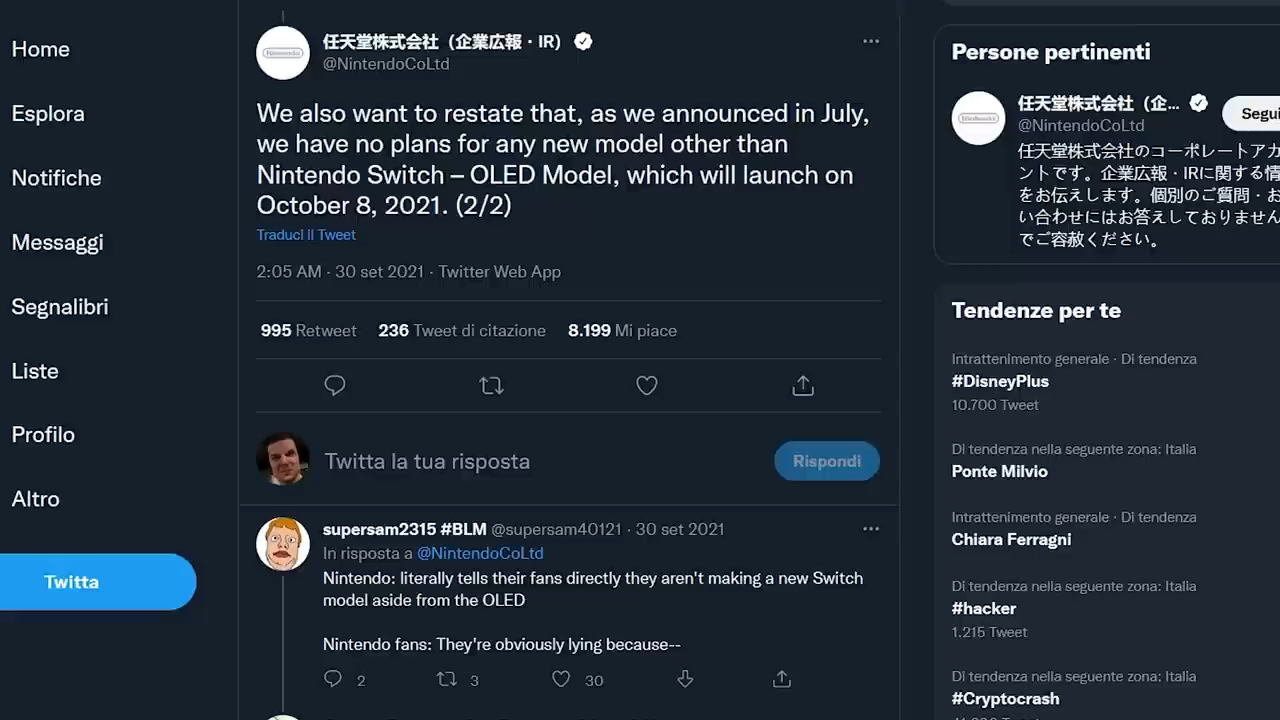 Home
Esplora
Notifiche
Messaggi
Segnalibri
Liste
Profilo
Altro
Twitta
任天堂株式会社（企業広報・IR）
@NintendoCoLtd
We also want to restate that, as we announced in July,
we have no plans for any new model other than
Nintendo Switch – OLED Model, which will launch on
October 8, 2021. (2/2)
Traduci il Tweet
2:05 AM · 30 set 2021 · Twitter Web App
995 Retweet 236 Tweet di citazione 8.199 Mi piace
Twitta la tua risposta
Rispondi
supersam2315 #BLM @supersam40121 · 30 set 2021
In risposta a @NintendoCoLtd
Nintendo: literally tells their fans directly they aren't making a new Switch
model aside from the OLED
Nintendo fans: They're obviously lying because--
2 3 30
Persone pertinenti
任天堂株式会社（企...
Segui
@NintendoCoLtd
任天堂株式会社のコーポレートアカ
ントです。企業広報・IRに関する情
をお伝えします。個別のご質問・お
い合わせにはお答えしておりません
でご容赦ください。
Tendenze per te
Intrattenimento generale · Di tendenza
#DisneyPlus
10.700 Tweet
Di tendenza nella seguente zona: Italia
Ponte Milvio
Intrattenimento generale · Di tendenza
Chiara Ferragni
Di tendenza nella seguente zona: Italia
#hacker
1.215 Tweet
Di tendenza nella seguente zona: Italia
#Cryptocrash